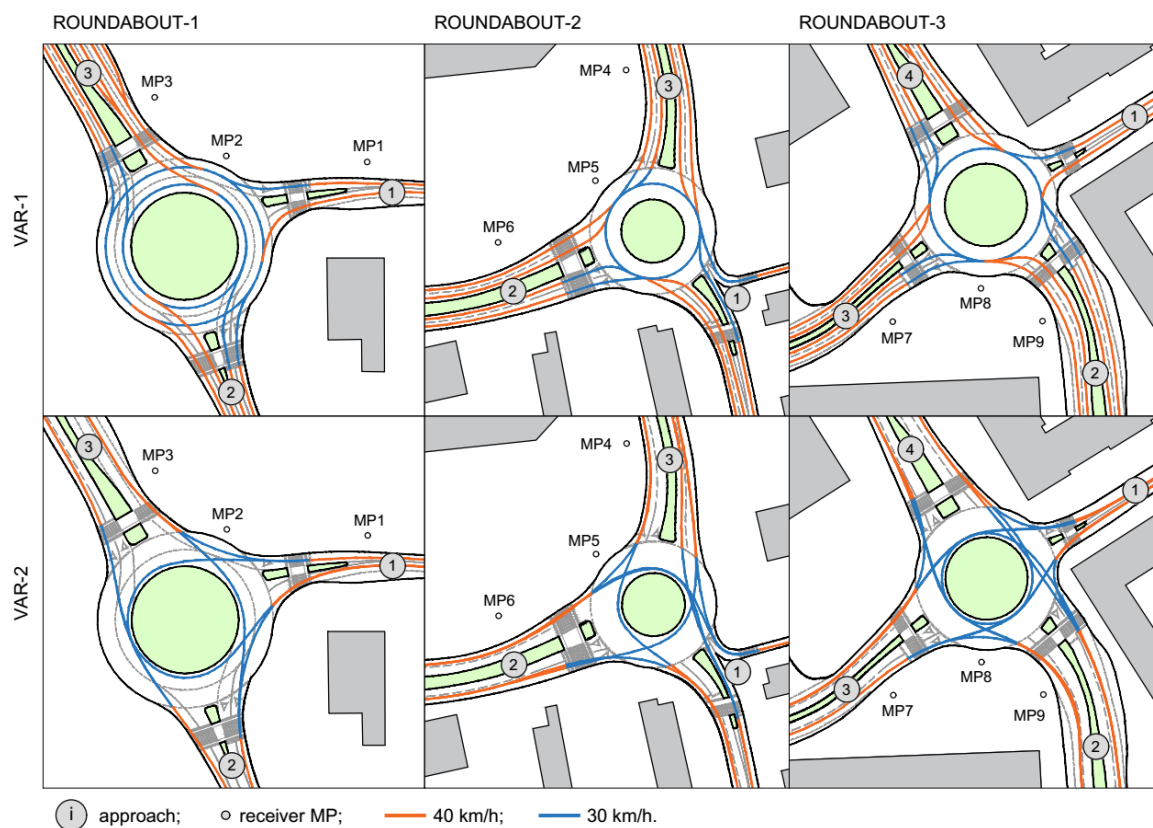 ROUNDABOUT-1 ROUNDABOUT-2 ROUNDABOUT-3
VAR-1
3
MP3
MP2
MP1
1
2
MP4
3
MP5
MP6
2
1
4
1
3
MP7
MP8
MP9
2
VAR-2
3
MP3
MP2
MP1
1
2
MP4
3
MP5
MP6
2
1
4
1
3
MP7
MP8
MP9
2
i approach; receiver MP; 40 km/h; 30 km/h.